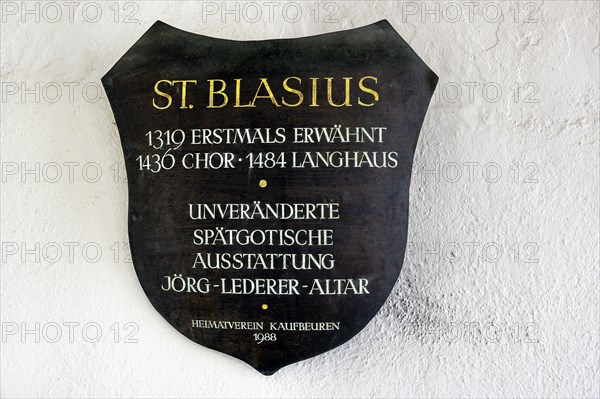 ST. BLASIUS
1319 ERSTMALS ERWÄHNT
1436 CHOR · 1484 LANGHAUS
UNVERÄNDERTE
SPÄTGOTISCHE
AUSSTATTUNG
JÖRG-LEDERER-ALTAR
HEIMATVEREIN KAUFBEUREN
1988